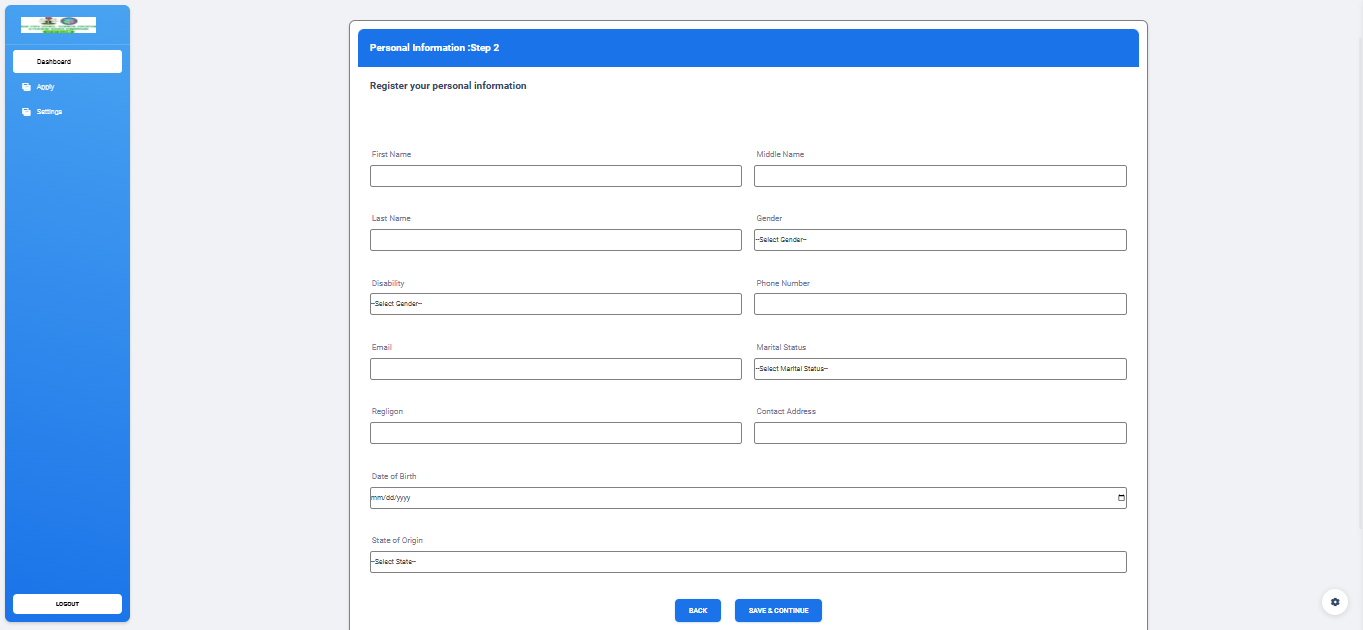 Dashboard
Apply
Settings
LOGOUT
Personal Information :Step 2
Register your personal information
First Name
Middle Name
Last Name
Gender
--Select Gender--
Disability
--Select Gender--
Phone Number
Email
Marital Status
--Select Marital Status--
Regligon
Contact Address
Date of Birth
mm/dd/yyyy
State of Origin
--Select State--
BACK
SAVE & CONTINUE